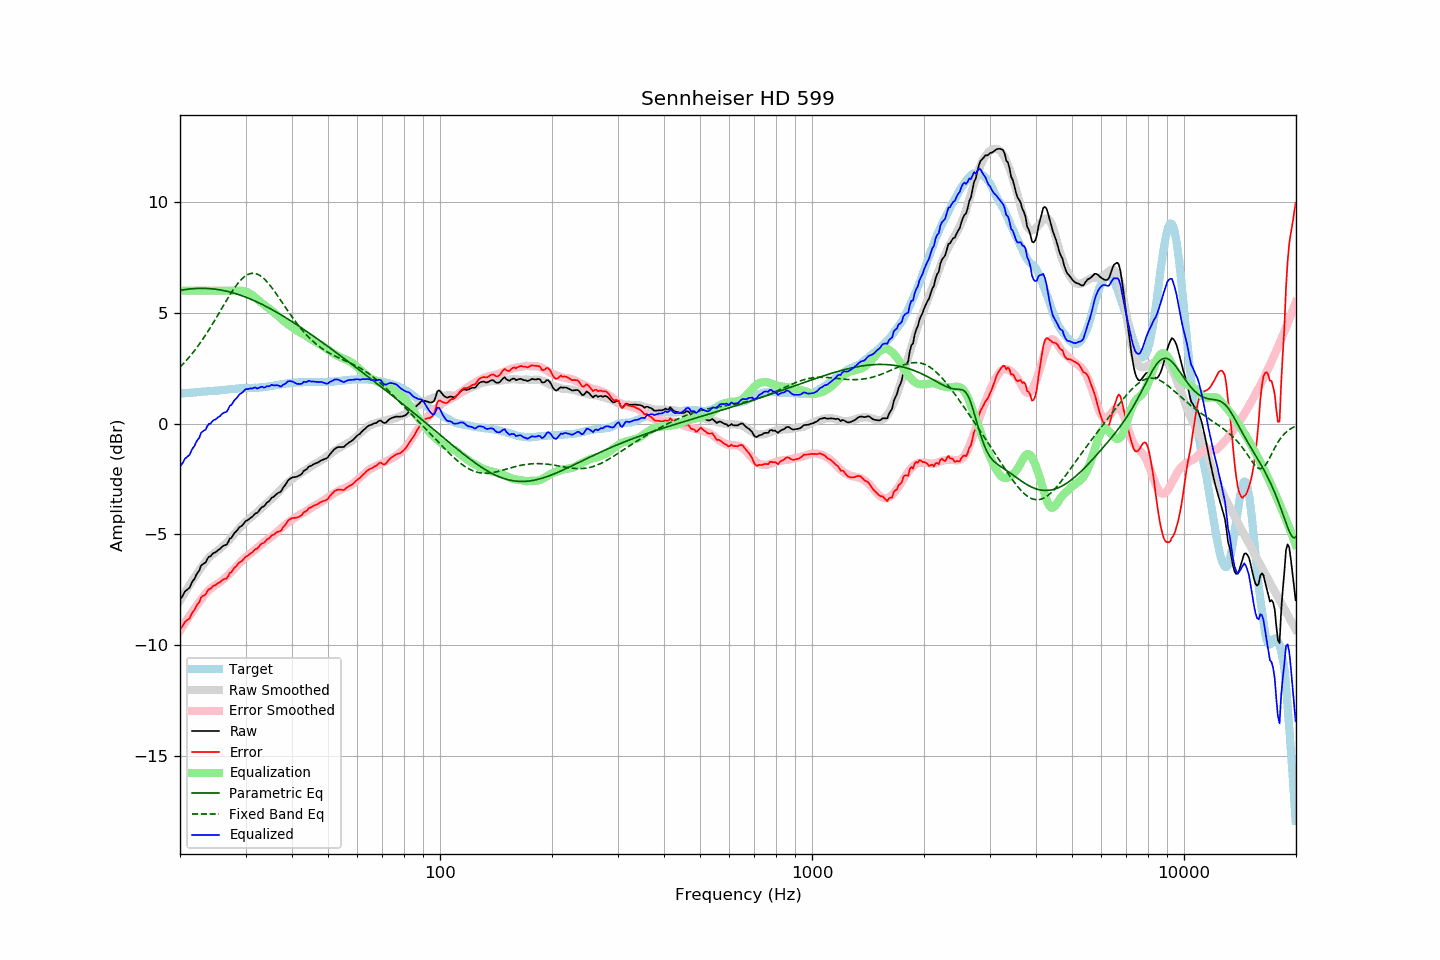 Sennheiser HD 599
Amplitude (dBr)
10
5
0
−5
−10
−15
Target
Raw Smoothed
Error Smoothed
Raw
Error
Equalization
Parametric Eq
Fixed Band Eq
Equalized
100
1000
10000
Frequency (Hz)